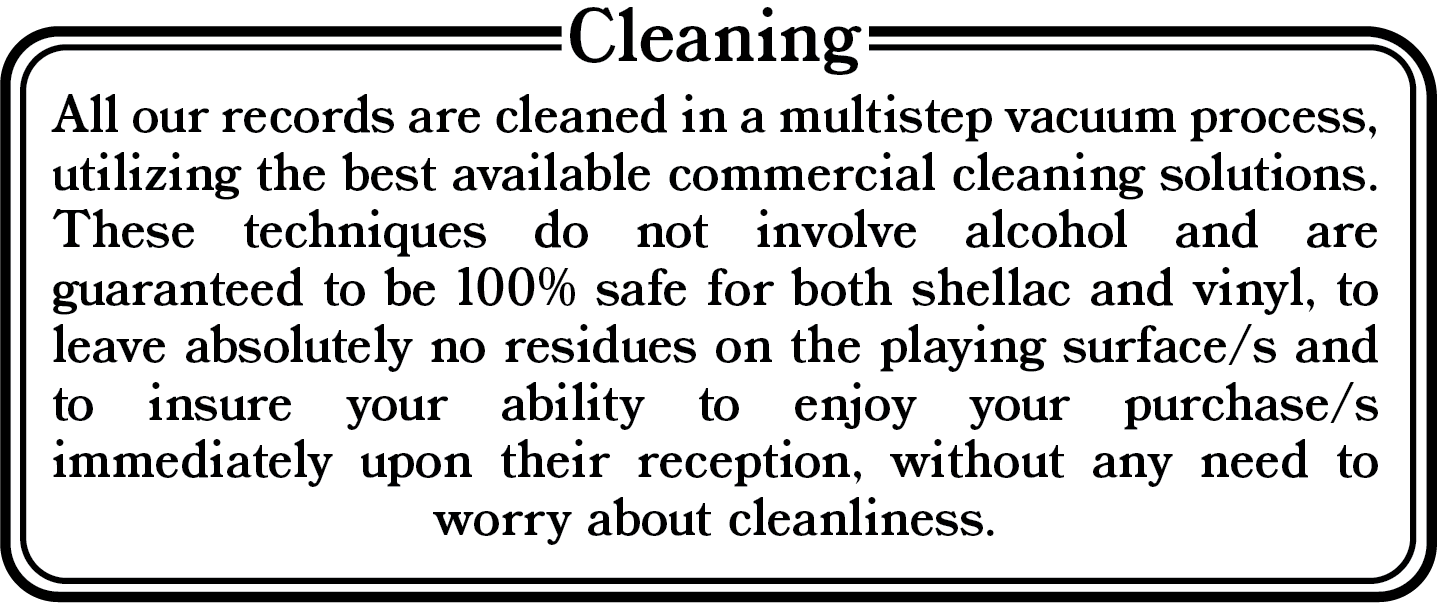 Cleaning
All our records are cleaned in a multistep vacuum process,
utilizing the best available commercial cleaning solutions.
These techniques do not involve alcohol and are
guaranteed to be 100% safe for both shellac and vinyl, to
leave absolutely no residues on the playing surface/s and
to insure your ability to enjoy your purchase/s
immediately upon their reception, without any need to
worry about cleanliness.